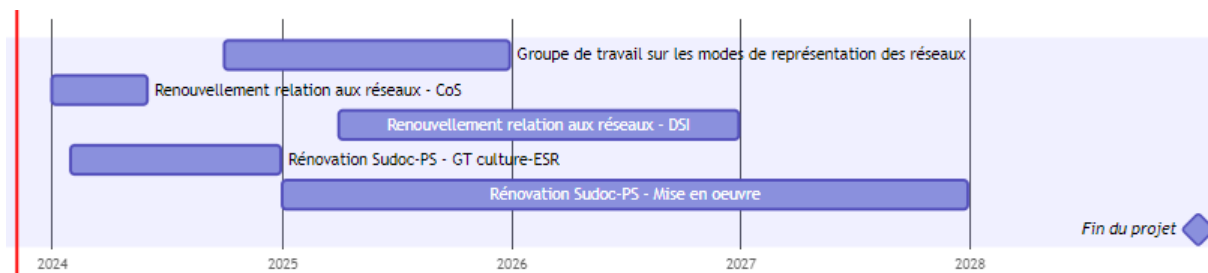 Groupe de travail sur les modes de représentation des réseaux
Renouvellement relation aux réseaux - CoS
Renouvellement relation aux réseaux - DSI
Rénovation Sudoc-PS - GT culture-ESR
Rénovation Sudoc-PS - Mise en oeuvre
Fin du projet
2024 2025 2026 2027 2028